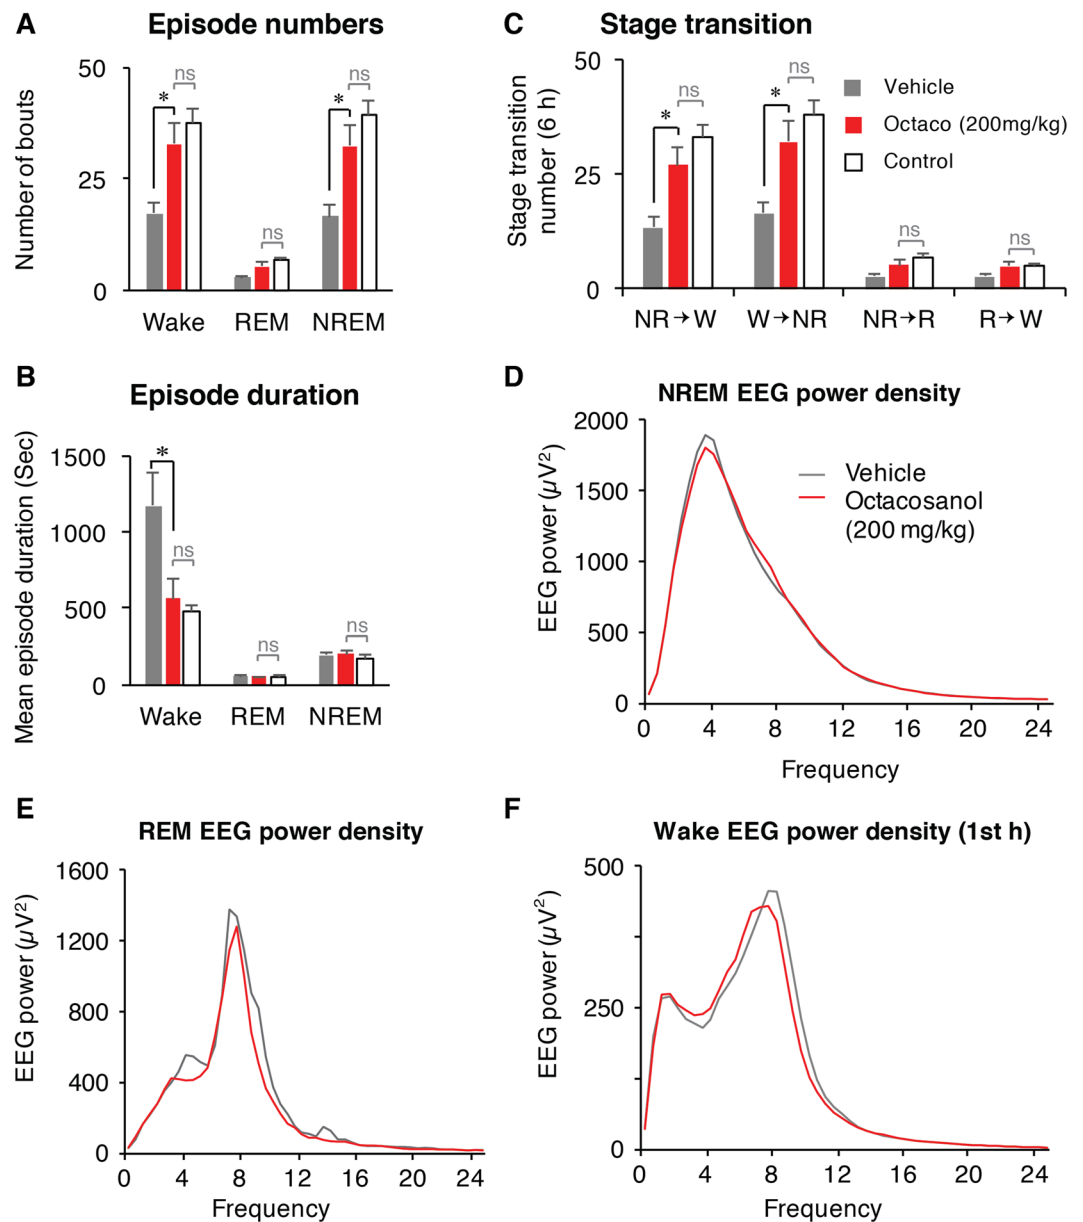 A
Episode numbers
Number of bouts
50
25
0
*
ns
ns
*
ns
Wake
REM
NREM
C
Stage transition
Stage transition
number (6 h)
50
25
0
*
ns
*
ns
ns
ns
Vehicle
Octaco (200mg/kg)
Control
NR→W
W→NR
NR→R
R→W
B
Episode duration
Mean episode duration (Sec)
1500
1000
500
0
*
ns
ns
ns
Wake
REM
NREM
D
NREM EEG power density
EEG power (µV²)
2000
1500
1000
500
0
Vehicle
Octacosanol
(200 mg/kg)
0 4 8 12 16 20 24
Frequency
E
REM EEG power density
EEG power (µV²)
1600
1200
800
400
0
0 4 8 12 16 20 24
Frequency
F
Wake EEG power density (1st h)
EEG power (µV²)
500
250
0
0 4 8 12 16 20 24
Frequency